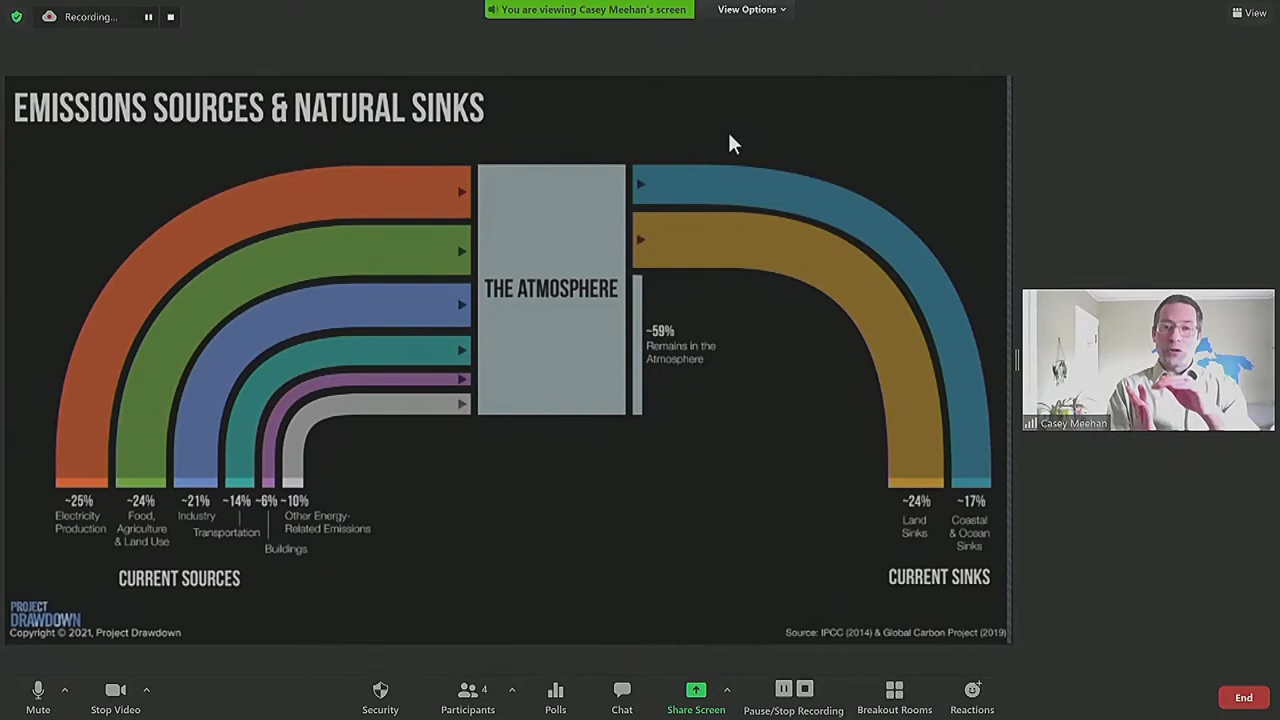 Recording...
You are viewing Casey Meehan's screen
View Options
View
EMISSIONS SOURCES & NATURAL SINKS
THE ATMOSPHERE
~59%
Remains in the
Atmosphere
~25%
Electricity
Production
~24%
Food,
Agriculture
& Land Use
~21%
Industry
~14%
Transportation
~6%
Buildings
~10%
Other Energy-
Related Emissions
~24%
Land
Sinks
~17%
Coastal
& Ocean
Sinks
CURRENT SOURCES
CURRENT SINKS
PROJECT
DRAWDOWN
Copyright © 2021, Project Drawdown
Source: IPCC (2014) & Global Carbon Project (2019)
Casey Meehan
Mute
Stop Video
Security
4
Participants
Polls
Chat
Share Screen
Pause/Stop Recording
Breakout Rooms
Reactions
End